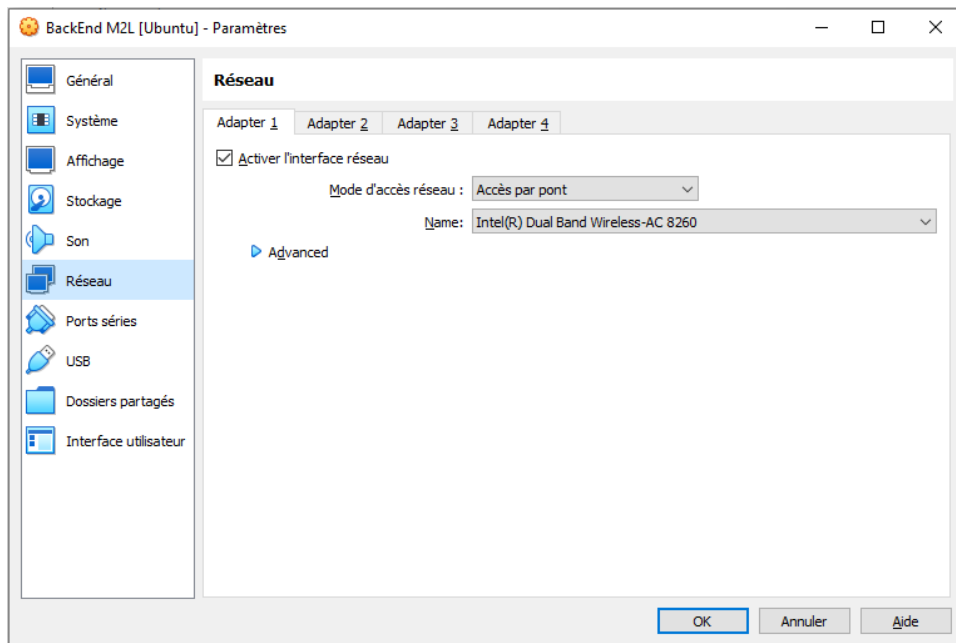 BackEnd M2L [Ubuntu] - Paramètres
Général
Système
Affichage
Stockage
Son
Réseau
Ports séries
USB
Dossiers partagés
Interface utilisateur
Réseau
Adapter 1
Adapter 2
Adapter 3
Adapter 4
Activer l'interface réseau
Mode d'accès réseau : Accès par pont
Name: Intel(R) Dual Band Wireless-AC 8260
Advanced
OK
Annuler
Aide